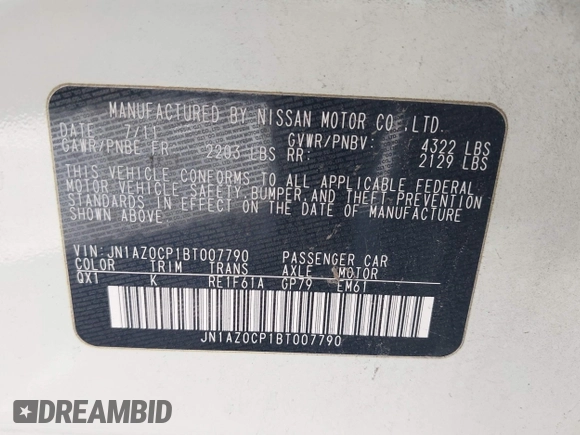 MANUFACTURED BY NISSAN MOTOR CO.,LTD.
DATE 7/11 GVWR/PNBV: 4322 LBS
GAWR/PNBE FR 2203 LBS RR: 2129 LBS
THIS VEHICLE CONFORMS TO ALL APPLICABLE FEDERAL
MOTOR VEHICLE SAFETY, BUMPER, AND THEFT PREVENTION
STANDARDS IN EFFECT ON THE DATE OF MANUFACTURE
SHOWN ABOVE.
VIN: JN1AZ0CP1BT007790 PASSENGER CAR
COLOR TRIM TRANS AXLE MOTOR
QX1 K RE1F61A GP79 EM61
JN1AZ0CP1BT007790
DREAMBID